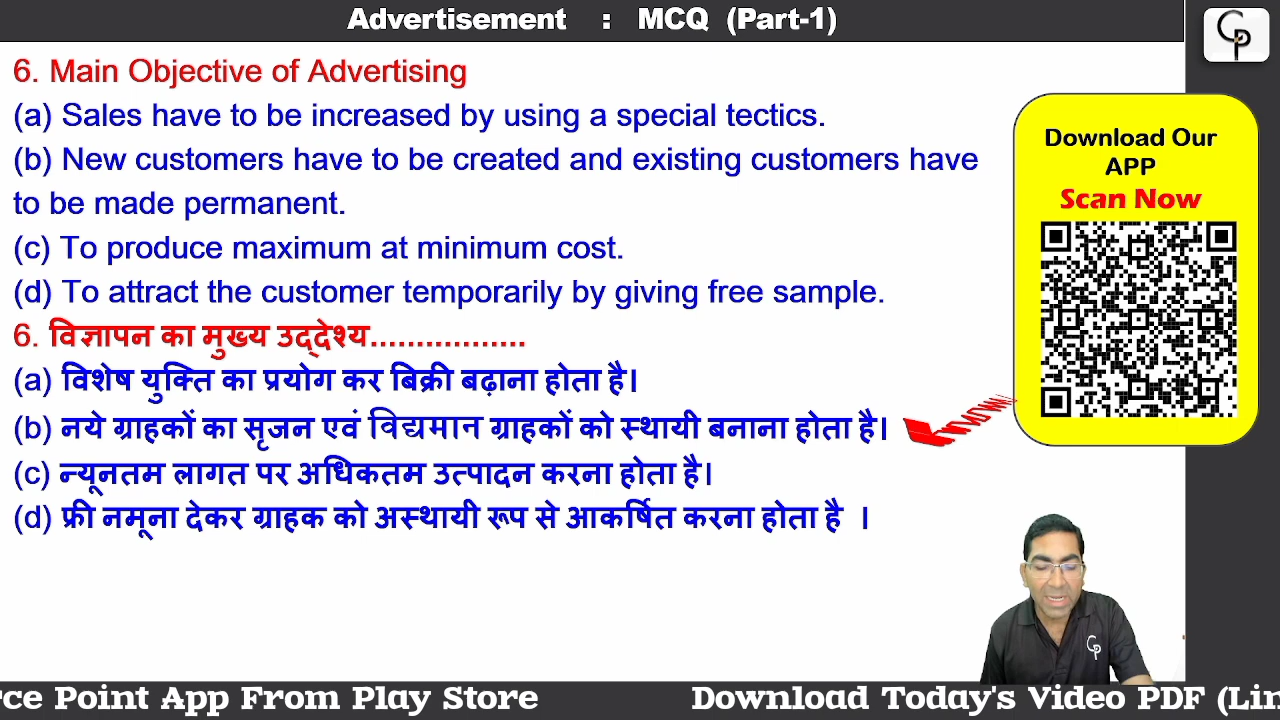 Advertisement : MCQ (Part-1)
CP
6. Main Objective of Advertising
(a) Sales have to be increased by using a special tectics.
(b) New customers have to be created and existing customers have
to be made permanent.
(c) To produce maximum at minimum cost.
(d) To attract the customer temporarily by giving free sample.
6. विज्ञापन का मुख्य उद्देश्य.................
(a) विशेष युक्ति का प्रयोग कर बिक्री बढ़ाना होता है।
(b) नये ग्राहकों का सृजन एवं विद्यमान ग्राहकों को स्थायी बनाना होता है।
(c) न्यूनतम लागत पर अधिकतम उत्पादन करना होता है।
(d) फ्री नमूना देकर ग्राहक को अस्थायी रूप से आकर्षित करना होता है ।
Download Our
APP
Scan Now
CP
rce Point App From Play Store Download Today's Video PDF (Lin